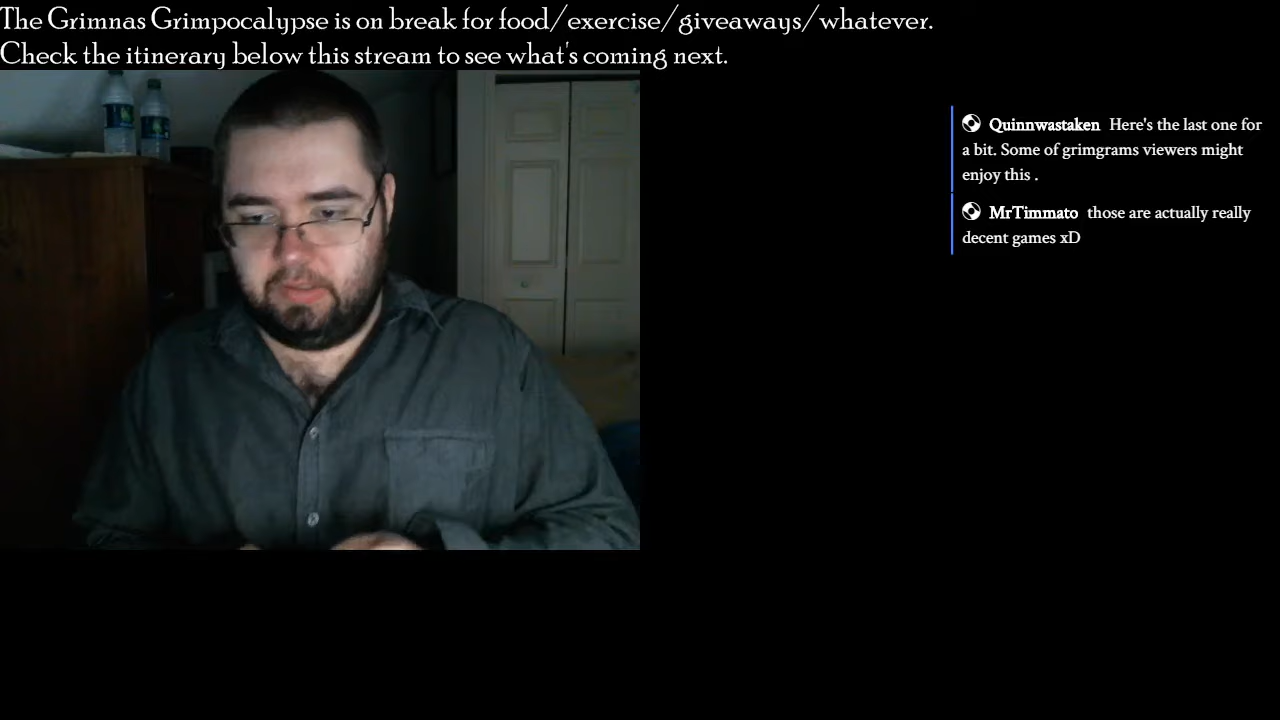 The Grimnas Grimpocalypse is on break for food/exercise/giveaways/whatever.
Check the itinerary below this stream to see what's coming next.
Quinnwastaken Here's the last one for
a bit. Some of grimgrams viewers might
enjoy this .
MrTimmato those are actually really
decent games xD